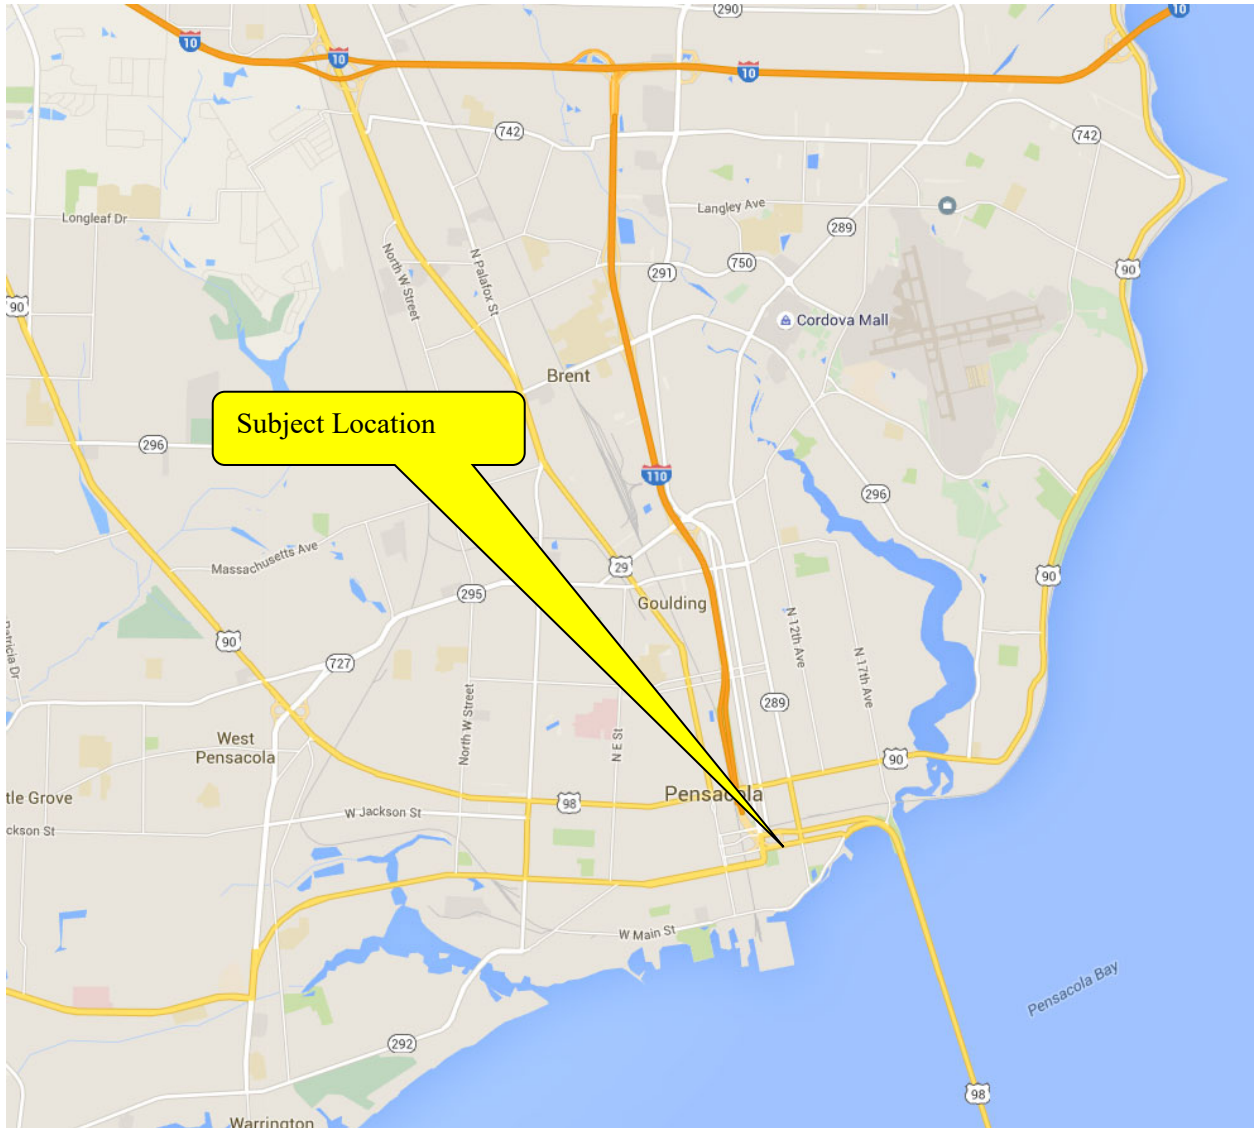 290
10
10
10
10
742
742
Longleaf Dr
Langley Ave
289
North W Street
N Palafox St
291
750
90
90
Cordova Mall
Brent
Subject Location
296
110
296
Massachusetts Ave
29
90
295
Goulding
N 12th Ave
N 17th Ave
Patricia Dr
90
727
289
North W Street
N E St
West
Pensacola
90
tle Grove
98
Pensacola
W Jackson St
ckson St
W Main St
Pensacola Bay
292
98
Warrington